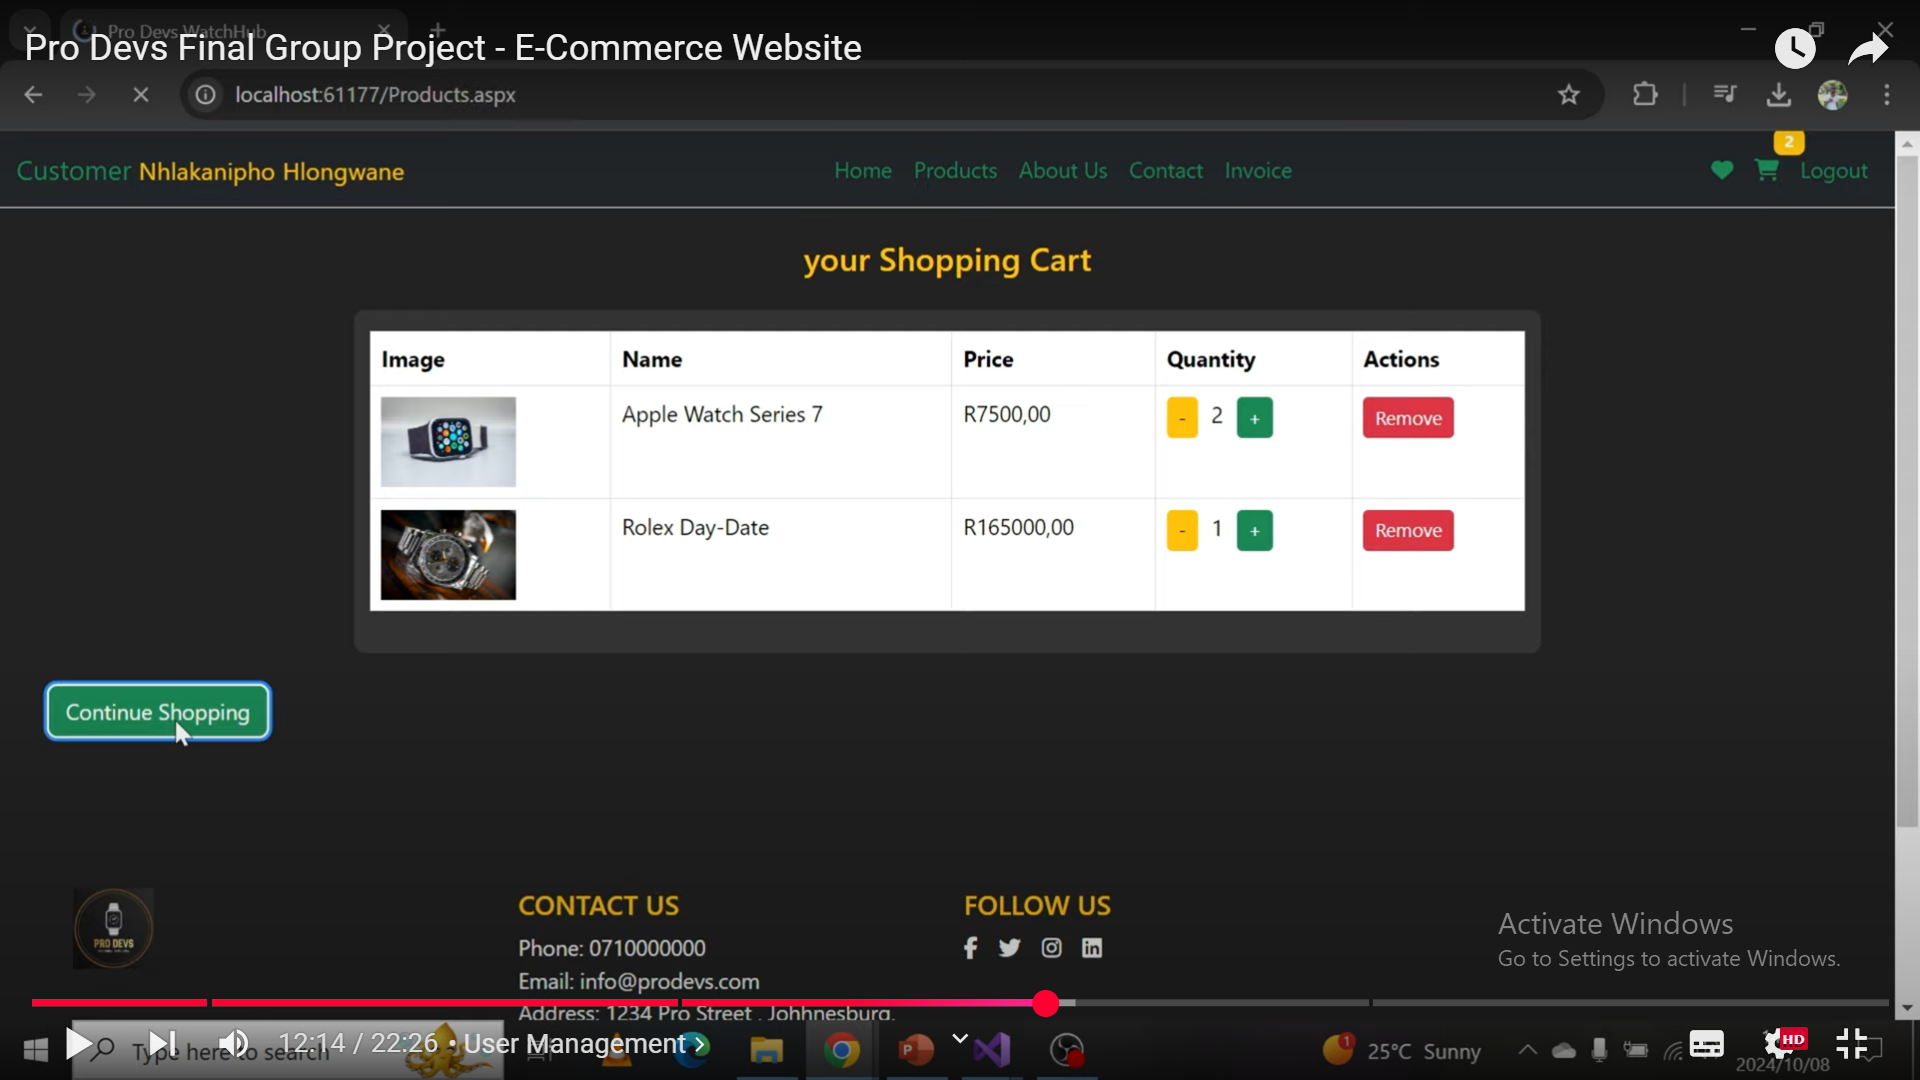 Pro Devs WatchHub
Pro Devs Final Group Project - E-Commerce Website
localhost:61177/Products.aspx
Customer Nhlakanipho Hlongwane
Home Products About Us Contact Invoice
2
Logout
your Shopping Cart
Image Name Price Quantity Actions
Apple Watch Series 7 R7500,00 - 2 + Remove
Rolex Day-Date R165000,00 - 1 + Remove
Continue Shopping
PRO DEVS
CONTACT US
Phone: 0710000000
Email: info@prodevs.com
Address: 1234 Pro Street , Johhnesburg,
FOLLOW US
Activate Windows
Go to Settings to activate Windows.
Type here to search
12:14 / 22:26 • User Management ›
1
25°C Sunny
HD
2024/10/08